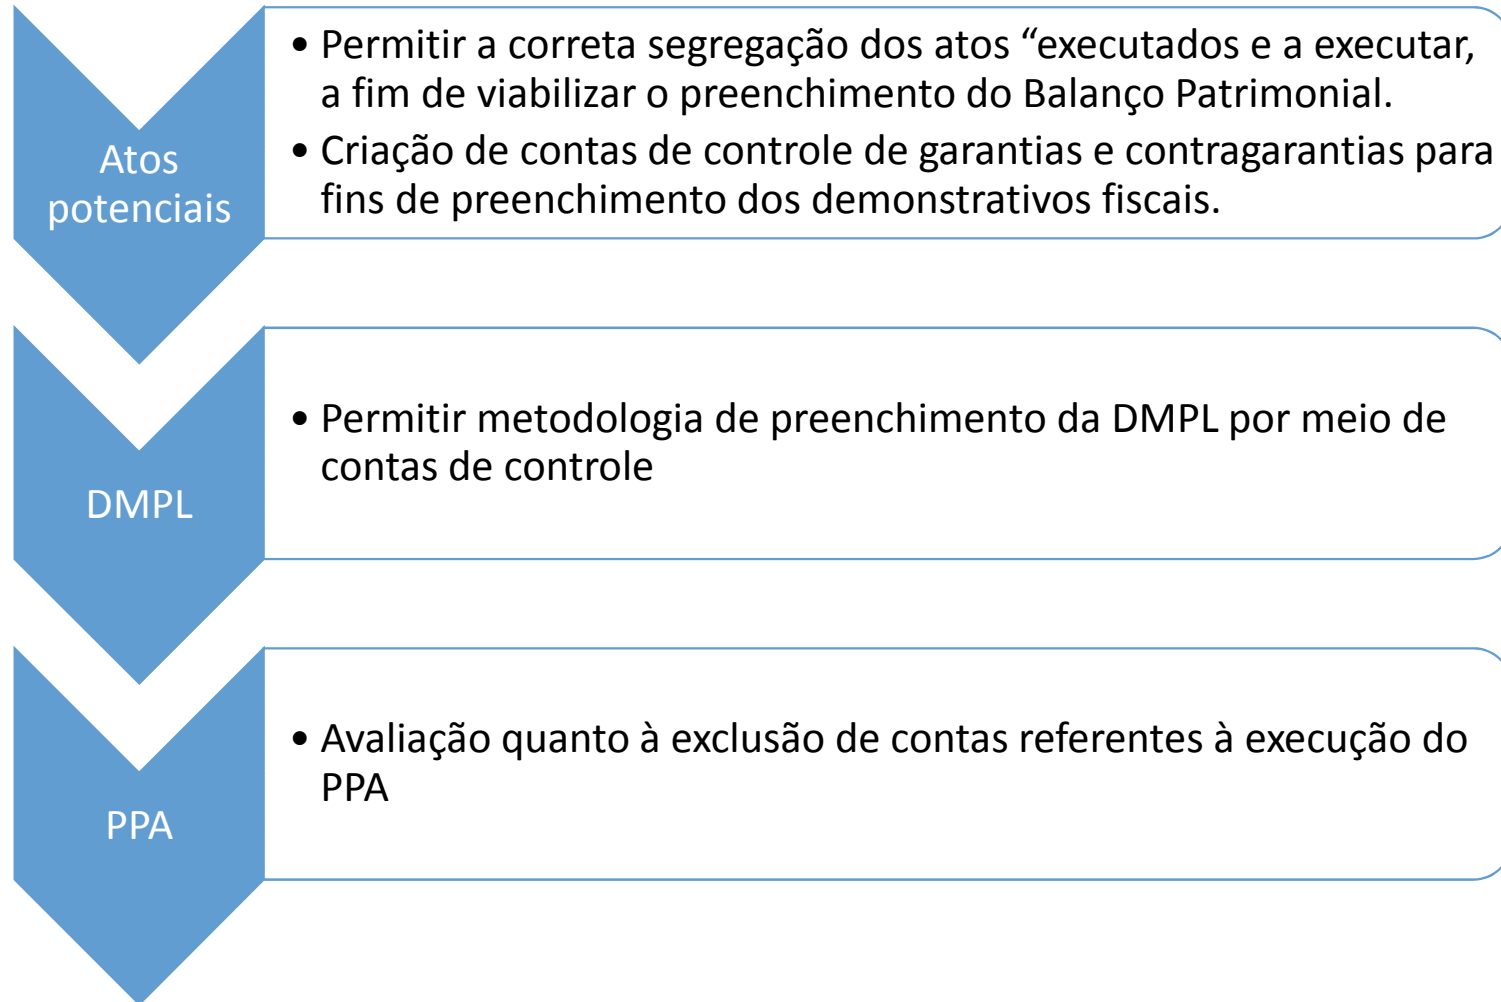 Atos
potenciais
• Permitir a correta segregação dos atos “executados e a executar,
a fim de viabilizar o preenchimento do Balanço Patrimonial.
• Criação de contas de controle de garantias e contragarantias para
fins de preenchimento dos demonstrativos fiscais.
DMPL
• Permitir metodologia de preenchimento da DMPL por meio de
contas de controle
PPA
• Avaliação quanto à exclusão de contas referentes à execução do
PPA